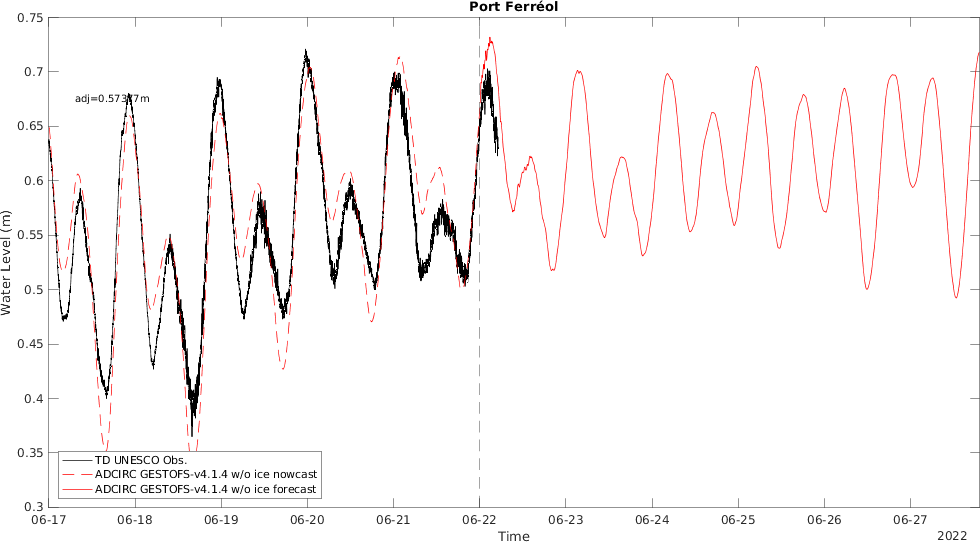 Port Ferréol
0.75
0.7
adj=0.57377m
0.65
0.6
0.55
0.5
0.45
0.4
0.35
0.3
Water Level (m)
TD UNESCO Obs.
ADCIRC GESTOFS-v4.1.4 w/o ice nowcast
ADCIRC GESTOFS-v4.1.4 w/o ice forecast
06-17 06-18 06-19 06-20 06-21 06-22 06-23 06-24 06-25 06-26 06-27
Time
2022